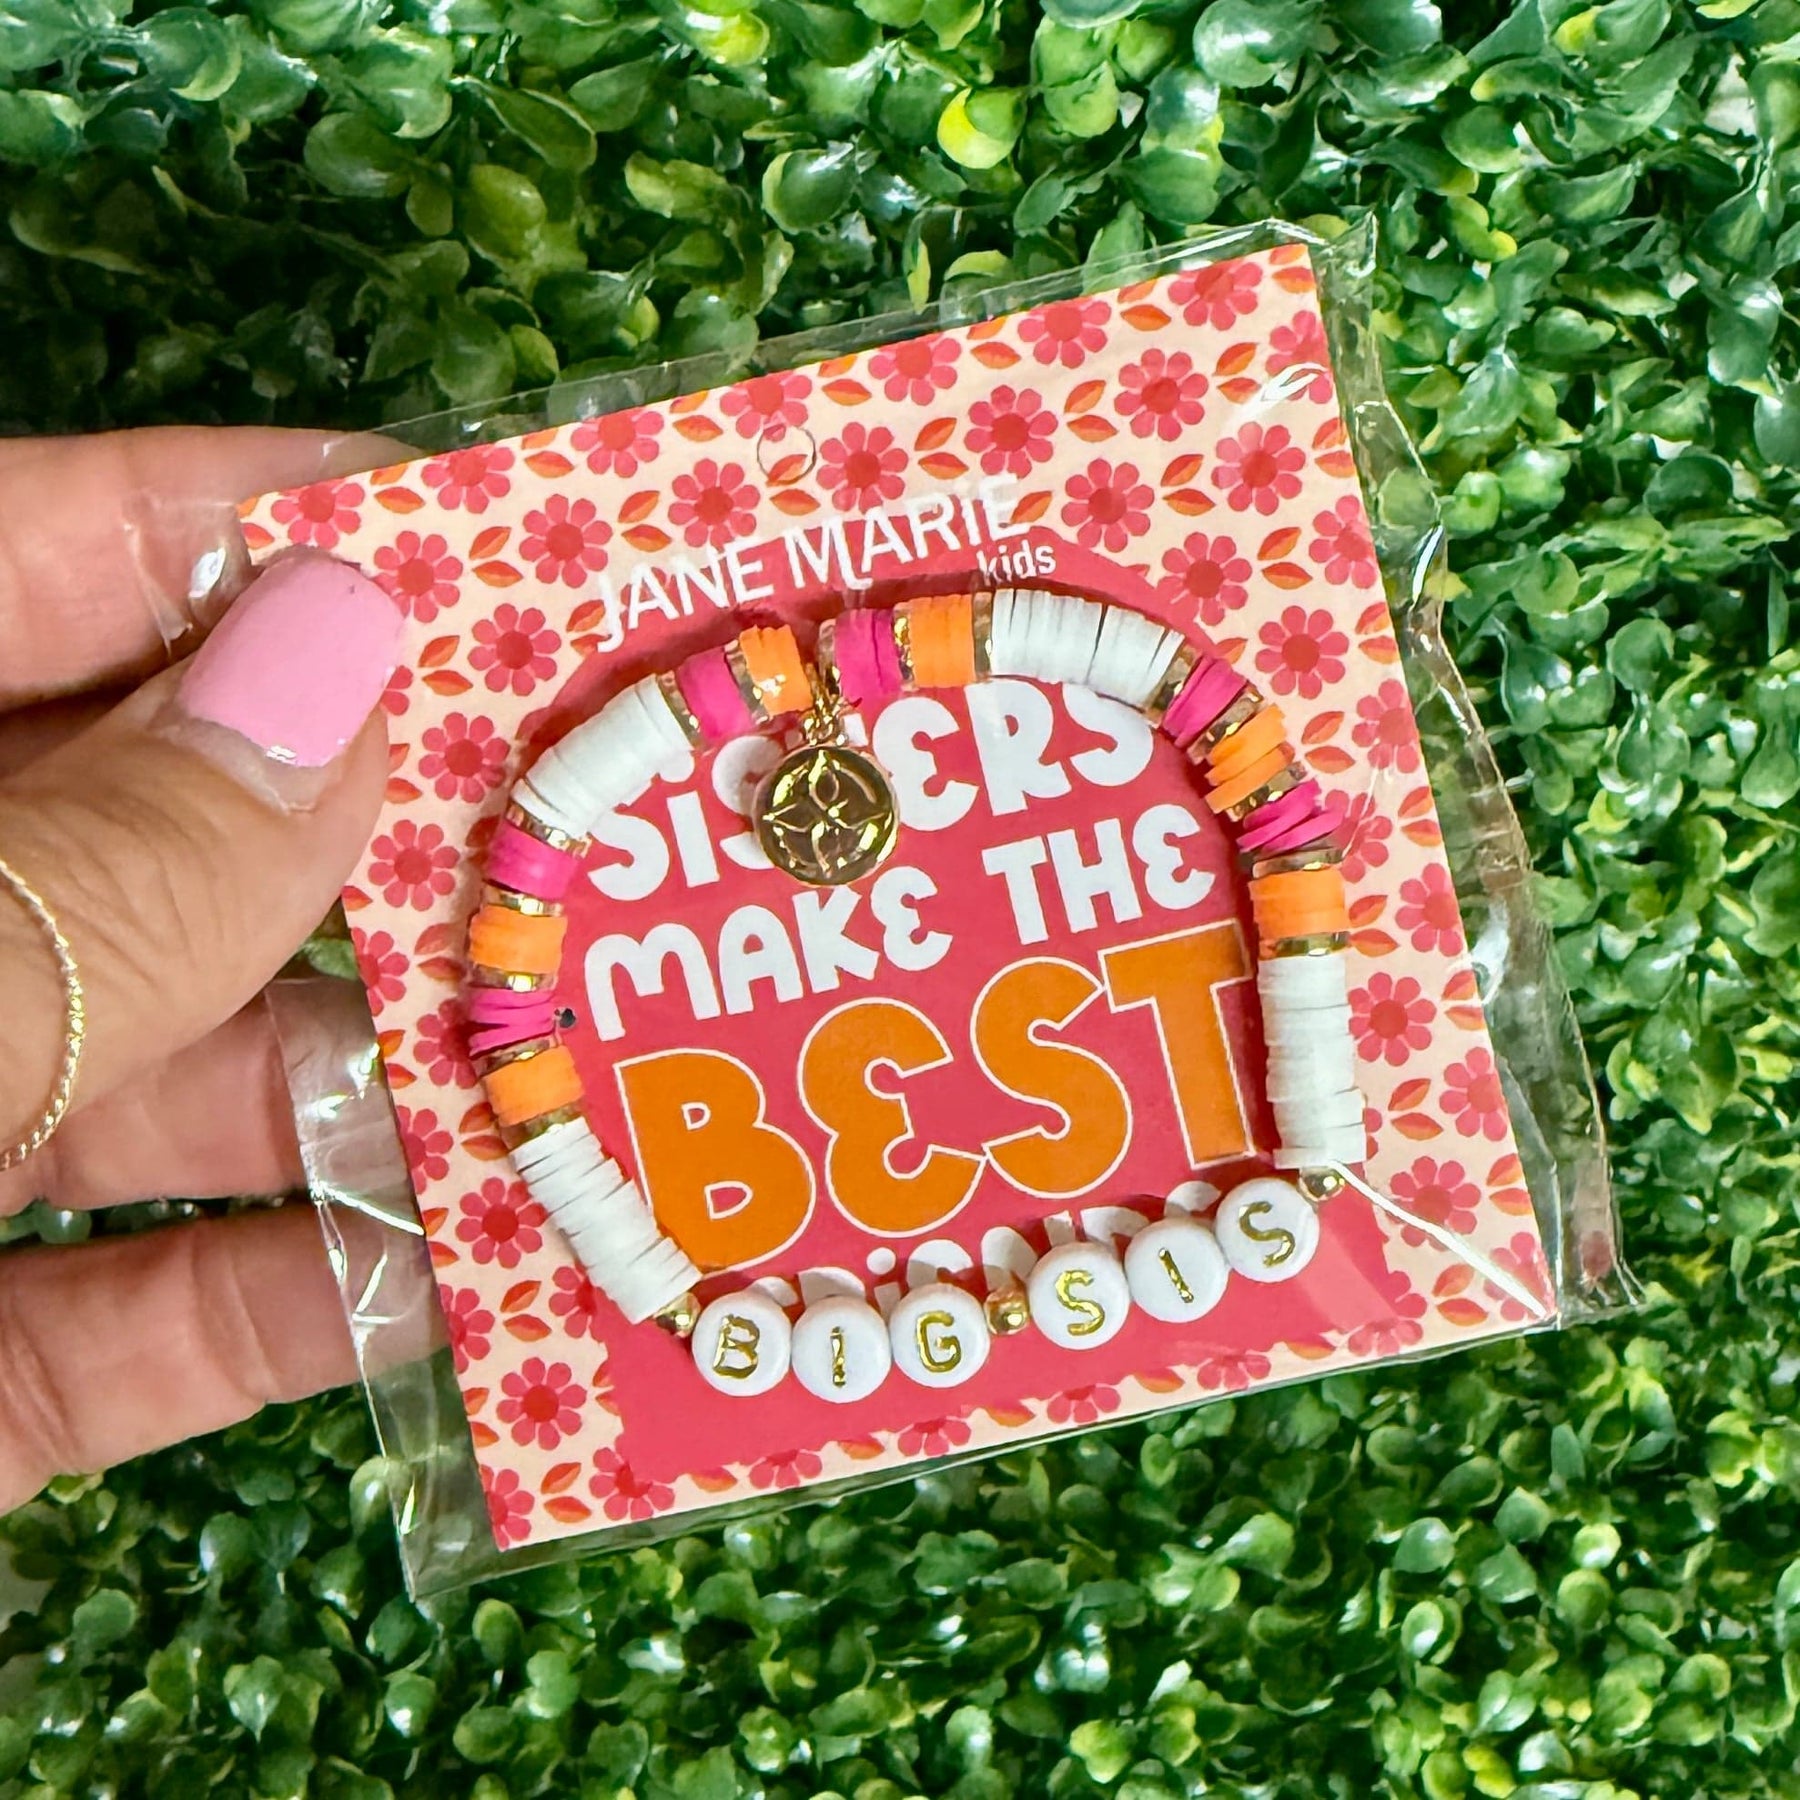 JANE MARIE
kids
SISTERS
MAKE THE
BEST
BIG SIS